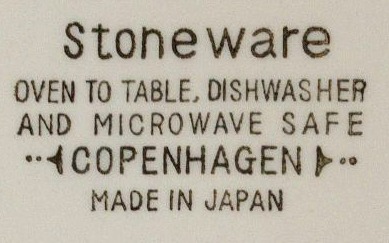 Stoneware
OVEN TO TABLE, DISHWASHER
AND MICROWAVE SAFE
COPENHAGEN
MADE IN JAPAN